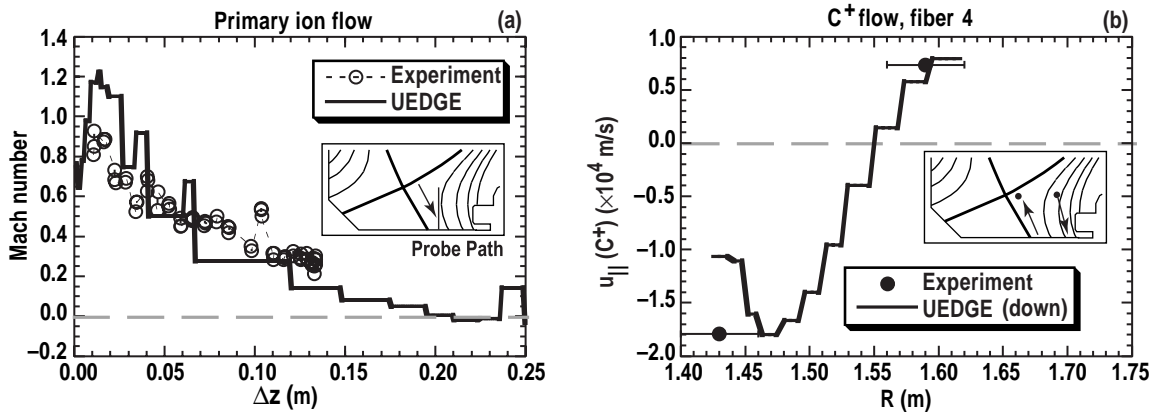 Primary ion flow
(a)
Mach number
1.4
1.2
1.0
0.8
0.6
0.4
0.2
0.0
−0.2
Experiment
UEDGE
Probe Path
0.00
0.05
0.10
0.15
0.20
0.25
Δz (m)
C+ flow, fiber 4
(b)
u|| (C+) (×10^4 m/s)
1.0
0.5
0.0
−0.5
−1.0
−1.5
−2.0
Experiment
UEDGE (down)
1.40
1.45
1.50
1.55
1.60
1.65
1.70
1.75
R (m)